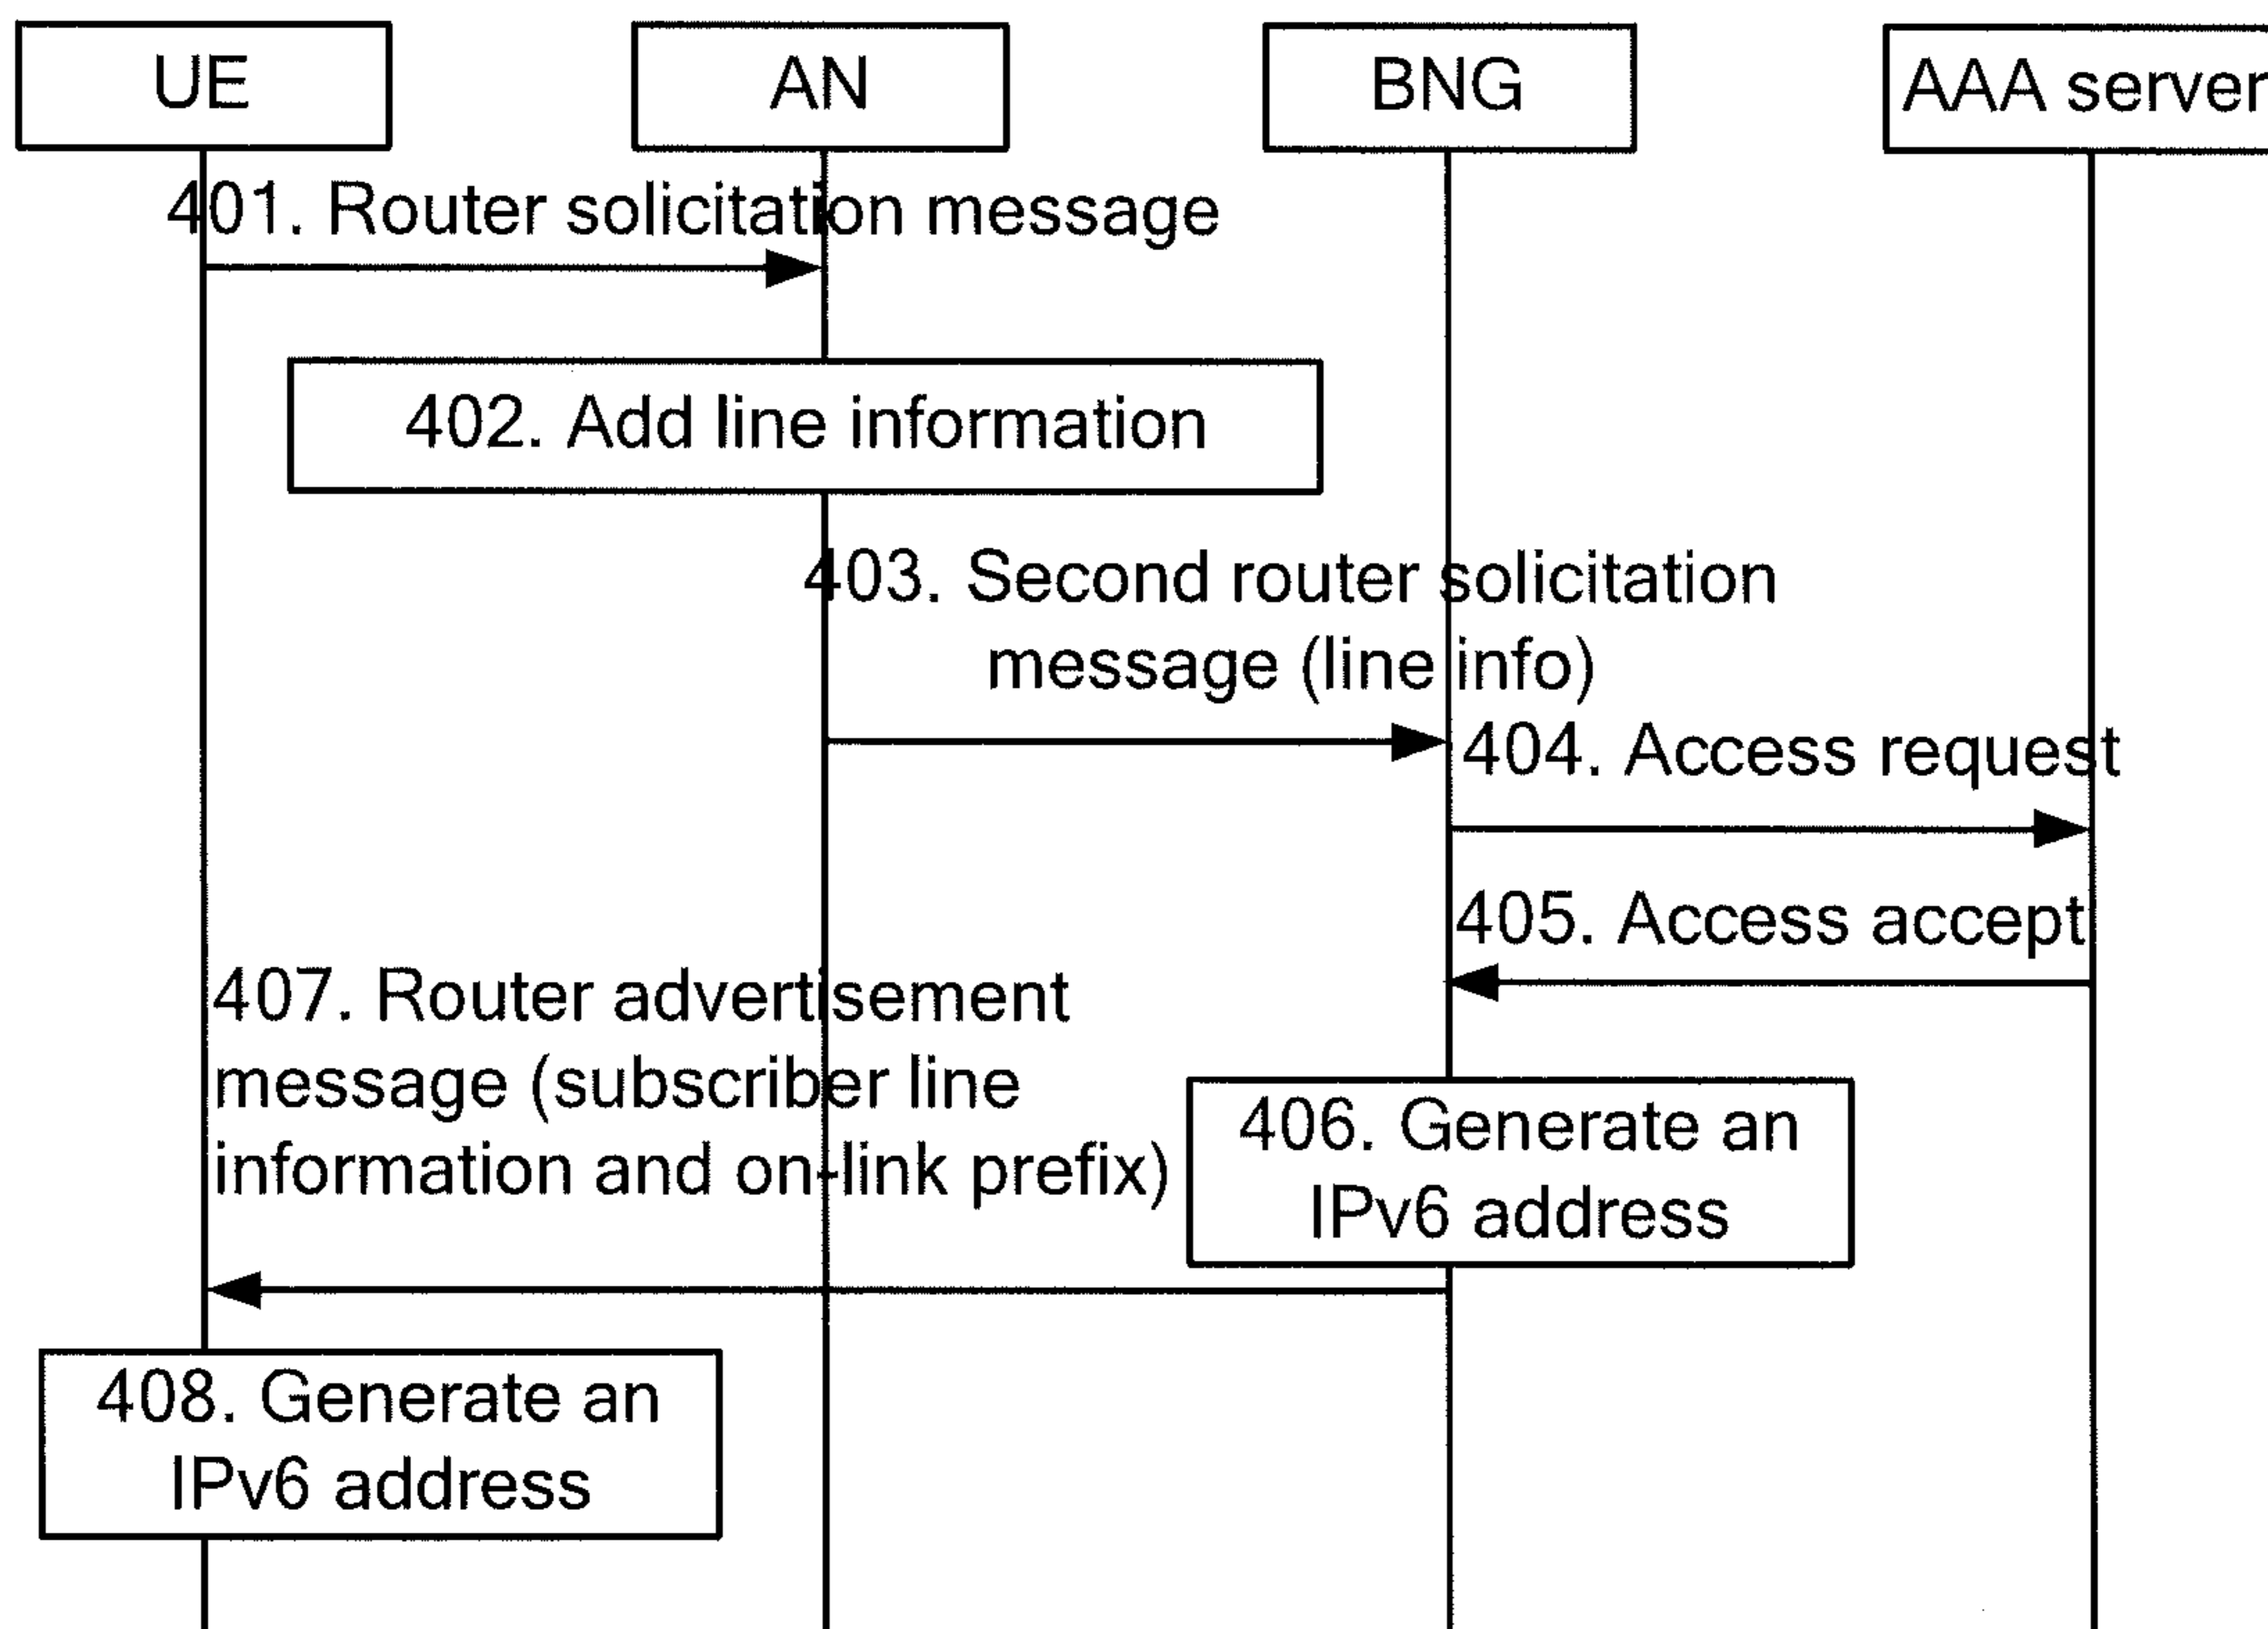 UE
AN
BNG
AAA server
401. Router solicitation message
402. Add line information
403. Second router solicitation
message (line info)
404. Access request
405. Access accept
407. Router advertisement
message (subscriber line
information and on-link prefix)
406. Generate an
IPv6 address
408. Generate an
IPv6 address